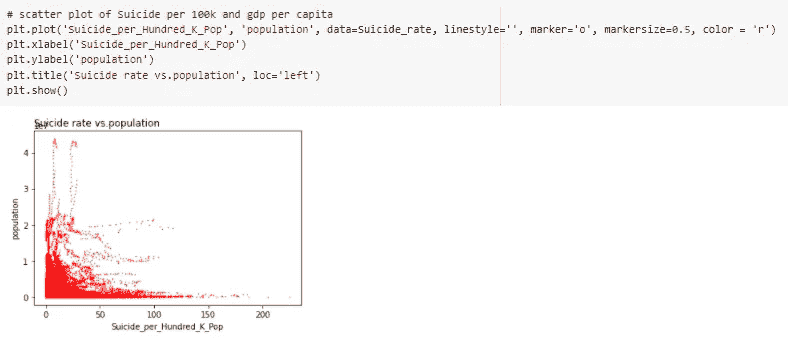 # scatter plot of Suicide per 100k and gdp per capita
plt.plot('Suicide_per_Hundred_K_Pop', 'population', data=Suicide_rate, linestyle='', marker='o', markersize=0.5, color = 'r')
plt.xlabel('Suicide_per_Hundred_K_Pop')
plt.ylabel('population')
plt.title('Suicide rate vs.population', loc='left')
plt.show()
Suicide rate vs.population
1e7
4
3
2
1
0
population
0 50 100 150 200
Suicide_per_Hundred_K_Pop